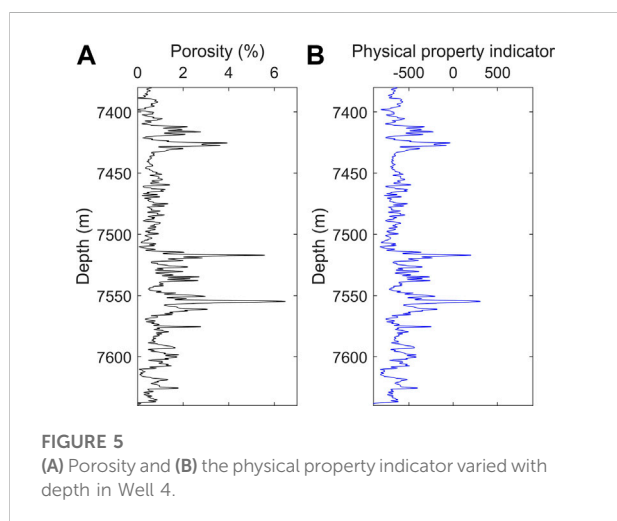 A Porosity (%)
0 2 4 6
Depth (m)
7400
7450
7500
7550
7600
B Physical property indicator
-500 0 500
Depth (m)
7400
7450
7500
7550
7600
FIGURE 5
(A) Porosity and (B) the physical property indicator varied with
depth in Well 4.